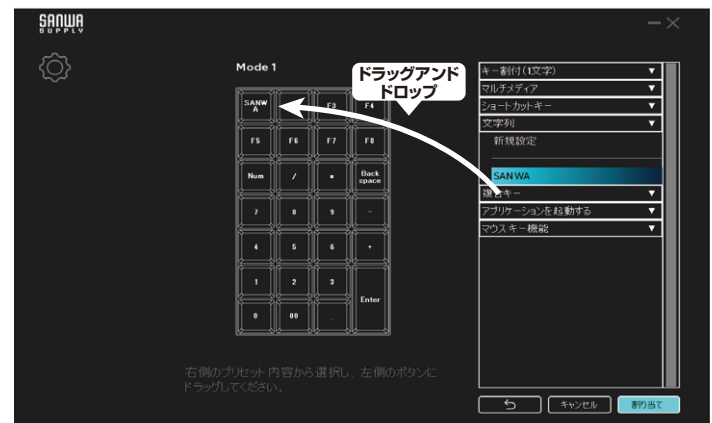 SANWA
SUPPLY
Mode 1
ドラッグアンド
ドロップ
SANW
A
F3
F4
F5
F6
F7
F8
Num
/
*
Back
space
7
8
9
-
4
5
6
+
1
2
3
Enter
0
00
.
キー割付(1文字)
マルチメディア
ショートカットキー
文字列
新規設定
SANWA
複合キー
アプリケーションを起動する
マウスキー機能
右側のプリセット内容から選択し、左側のボタンに
ドラッグしてください。
キャンセル
割り当て